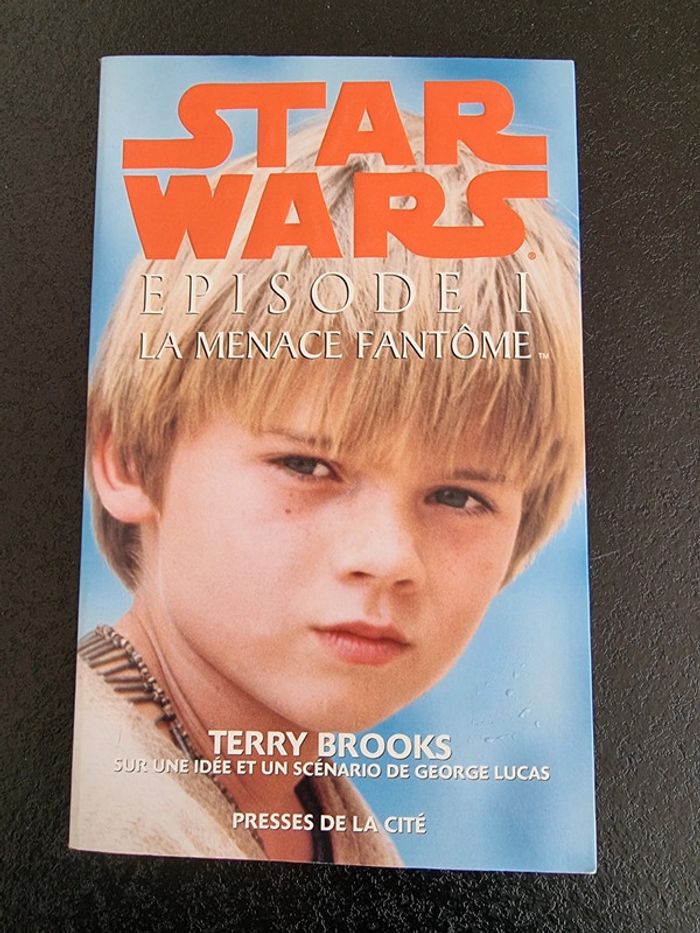 STAR
WARS®
EPISODE I
LA MENACE FANTÔME™
TERRY BROOKS
SUR UNE IDÉE ET UN SCÉNARIO DE GEORGE LUCAS
PRESSES DE LA CITÉ